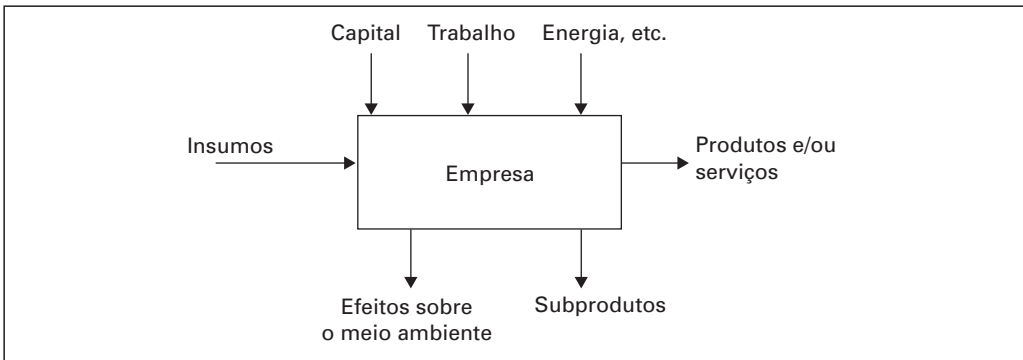 Capital Trabalho Energia, etc.
Insumos
Empresa
Produtos e/ou
serviços
Efeitos sobre
o meio ambiente
Subprodutos